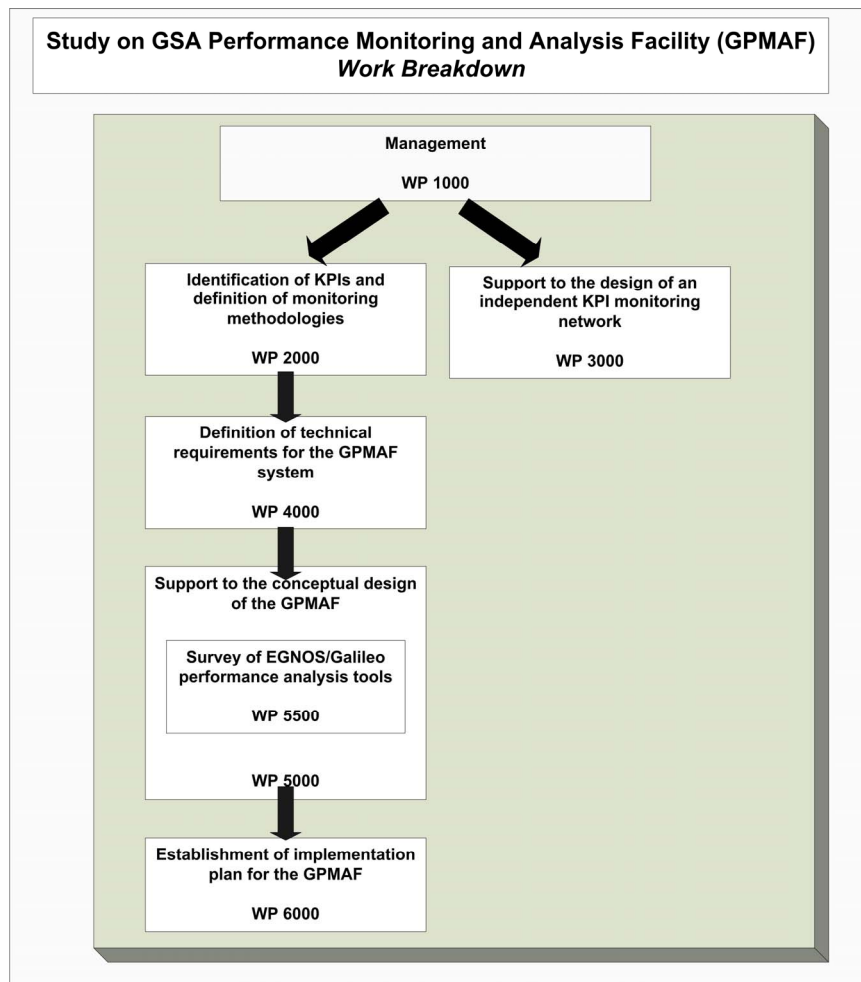 Study on GSA Performance Monitoring and Analysis Facility (GPMAF)
Work Breakdown
Management
WP 1000
Identification of KPIs and
definition of monitoring
methodologies
WP 2000
Support to the design of an
independent KPI monitoring
network
WP 3000
Definition of technical
requirements for the GPMAF
system
WP 4000
Support to the conceptual design
of the GPMAF
Survey of EGNOS/Galileo
performance analysis tools
WP 5500
WP 5000
Establishment of implementation
plan for the GPMAF
WP 6000